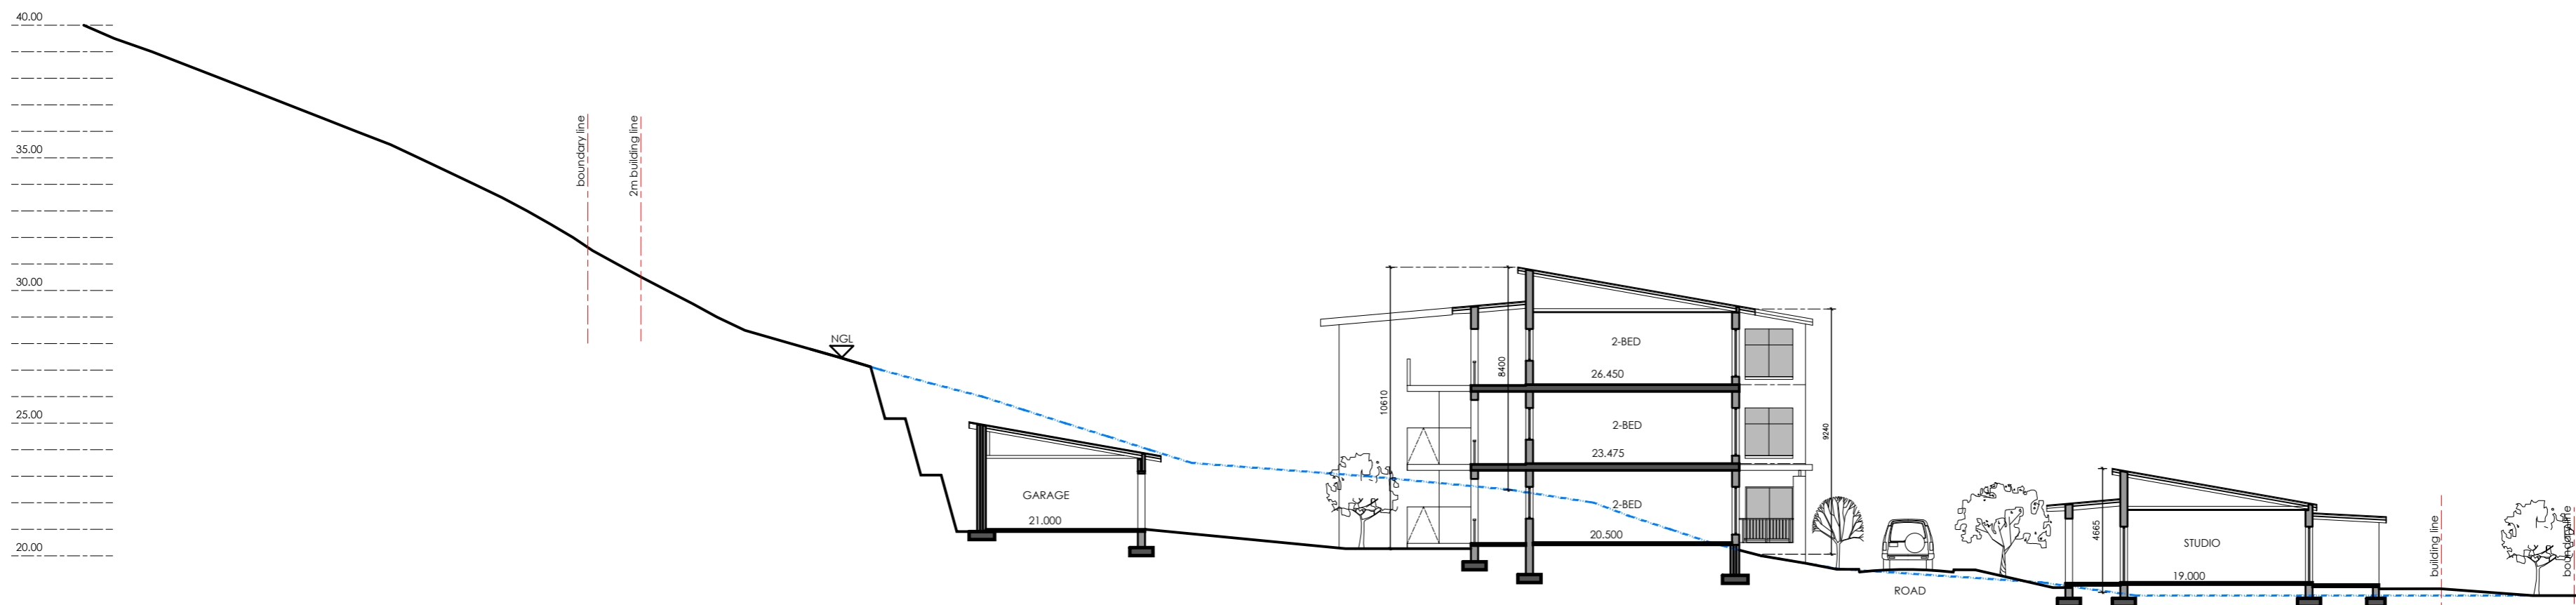 40.00
35.00
30.00
25.00
20.00
boundary line
2m building line
NGL
GARAGE
21.000
10610
8400
2-BED
26.450
2-BED
23.475
2-BED
20.500
9240
ROAD
4665
STUDIO
19.000
building line
boundary line